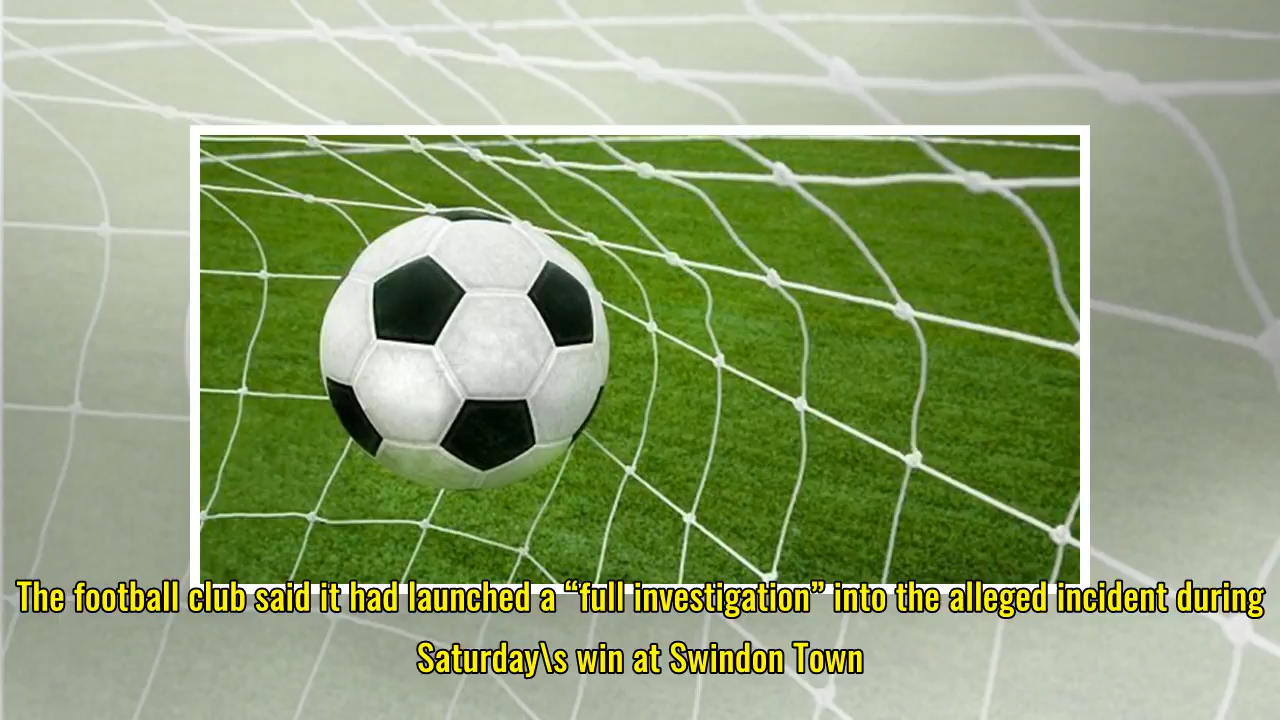 The football club said it had launched a “full investigation” into the alleged incident during
Saturday\s win at Swindon Town